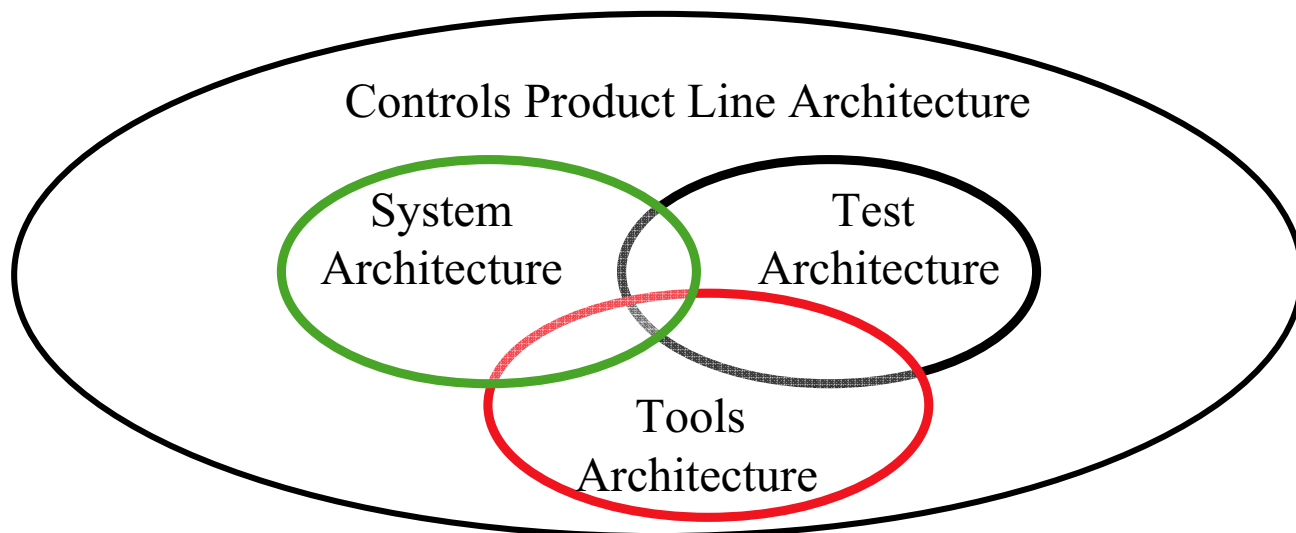 Controls Product Line Architecture
System
Architecture
Test
Architecture
Tools
Architecture